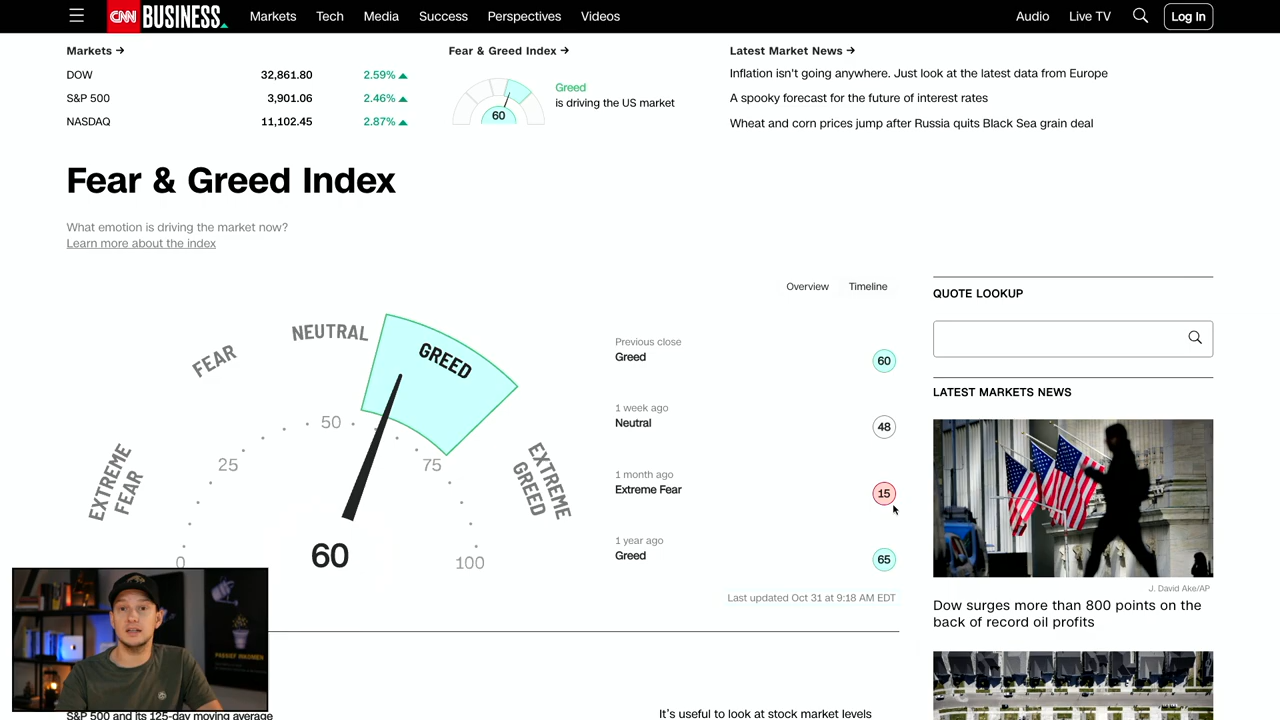 CNN BUSINESS
Markets Tech Media Success Perspectives Videos
Audio Live TV Log In
Markets →
DOW 32,861.80 2.59%
S&P 500 3,901.06 2.46%
NASDAQ 11,102.45 2.87%
Fear & Greed Index →
60
Greed
is driving the US market
Latest Market News →
Inflation isn't going anywhere. Just look at the latest data from Europe
A spooky forecast for the future of interest rates
Wheat and corn prices jump after Russia quits Black Sea grain deal
Fear & Greed Index
What emotion is driving the market now?
Learn more about the index
Overview Timeline
EXTREME
FEAR
FEAR
NEUTRAL
GREED
EXTREME
GREED
0
25
50
75
100
60
Previous close
Greed 60
1 week ago
Neutral 48
1 month ago
Extreme Fear 15
1 year ago
Greed 65
Last updated Oct 31 at 9:18 AM EDT
QUOTE LOOKUP
LATEST MARKETS NEWS
J. David Ake/AP
Dow surges more than 800 points on the
back of record oil profits
PASSIEF INKOMEN
S&P 500 and its 125-day moving average
It's useful to look at stock market levels